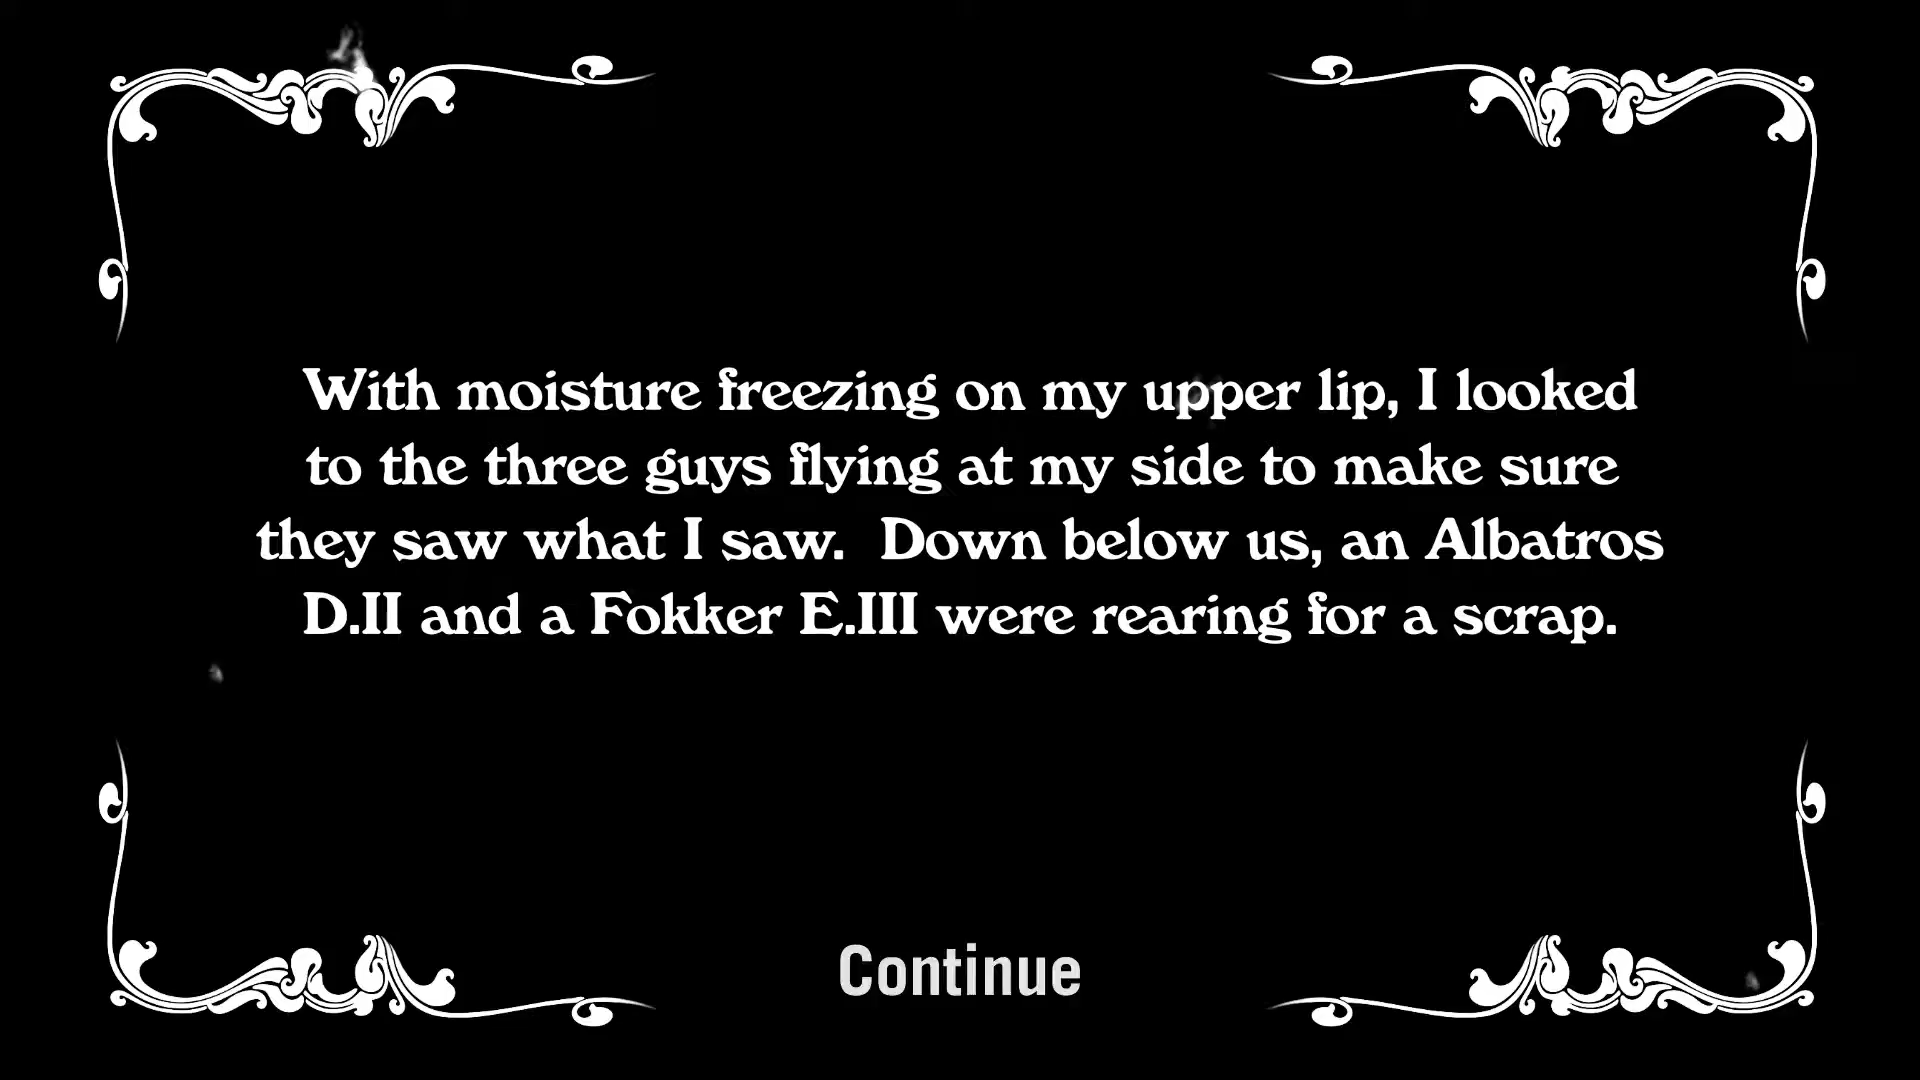 With moisture freezing on my upper lip, I looked
to the three guys flying at my side to make sure
they saw what I saw.  Down below us, an Albatros
D.II and a Fokker E.III were rearing for a scrap.
Continue